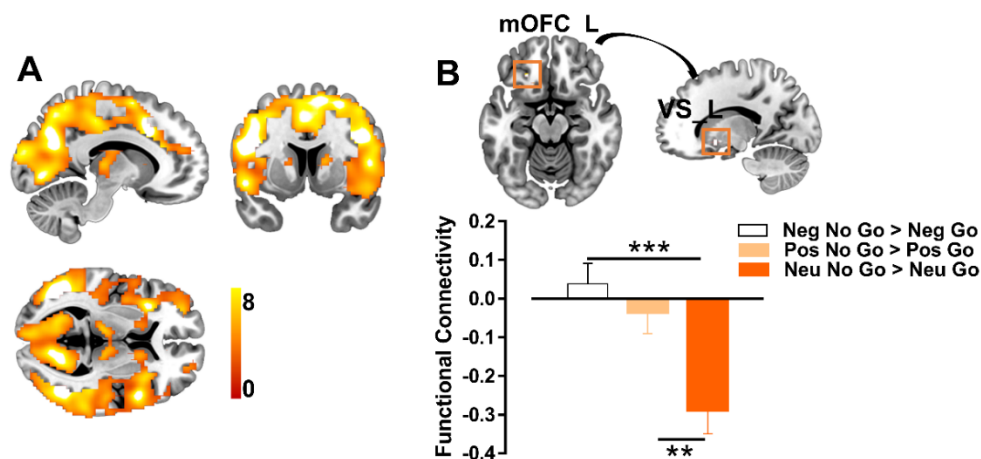 A
8
0
B
mOFC_L
VS_L
Functional Connectivity
0.2
0.1
0.0
-0.1
-0.2
-0.3
-0.4
***
**
Neg No Go > Neg Go
Pos No Go > Pos Go
Neu No Go > Neu Go